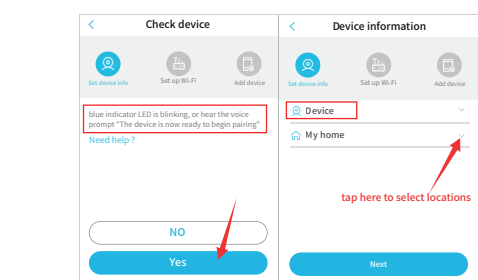 Check device
Set device info
Set up Wi-Fi
Add device
blue indicator LED is blinking, or hear the voice
prompt "The device is now ready to begin pairing"
Need help ?
NO
Yes
Device information
Set device info
Set up Wi-Fi
Add device
Device
My home
tap here to select locations
Next